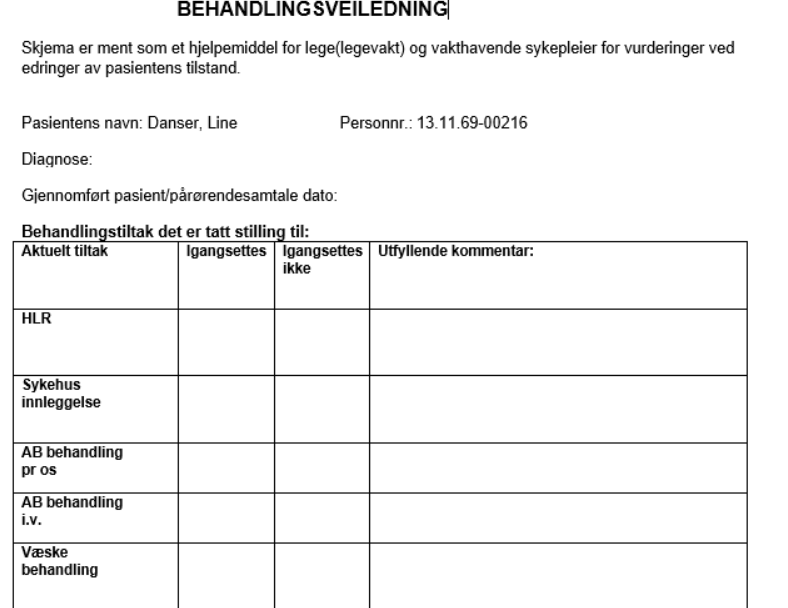 BEHANDLINGSVEILEDNING
Skjema er ment som et hjelpemiddel for lege(legevakt) og vakthavende sykepleier for vurderinger ved
edringer av pasientens tilstand.
Pasientens navn: Danser, Line Personnr.: 13.11.69-00216
Diagnose:
Gjennomført pasient/pårørendesamtale dato:
Behandlingstiltak det er tatt stilling til:
Aktuelt tiltak Igangsettes Igangsettes Utfyllende kommentar:
ikke
HLR
Sykehus
innleggelse
AB behandling
pr os
AB behandling
i.v.
Væske
behandling